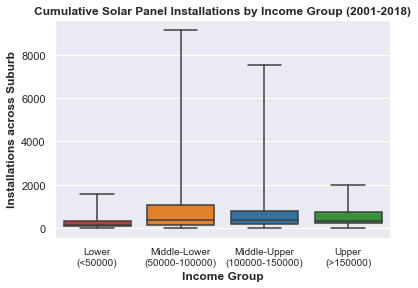 Cumulative Solar Panel Installations by Income Group (2001-2018)
Installations across Suburb
8000
6000
4000
2000
0
Lower
(<50000)
Middle-Lower
(50000-100000)
Middle-Upper
(100000-150000)
Upper
(>150000)
Income Group